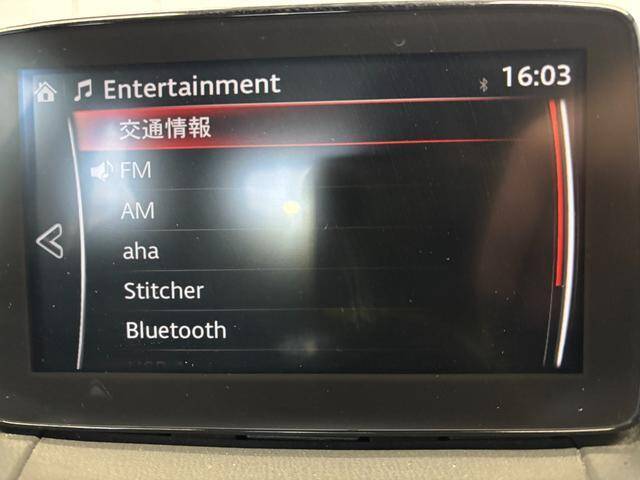 Entertainment 16:03
交通情報
FM
AM
aha
Stitcher
Bluetooth